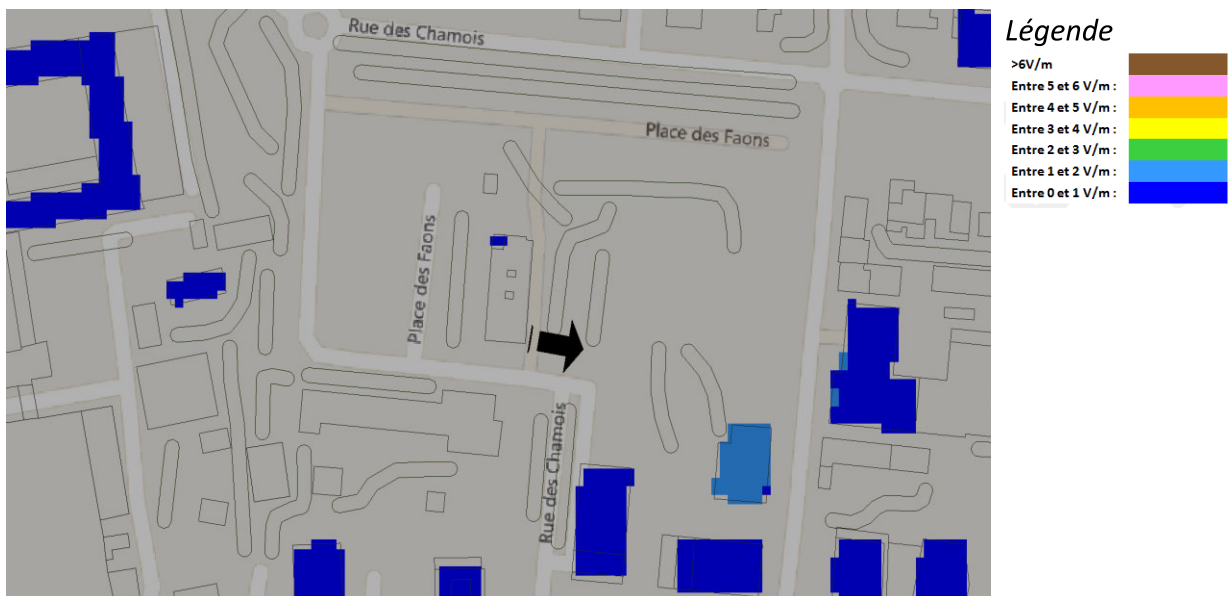 Rue des Chamois
Place des Faons
Place des Faons
Rue des Chamois
Légende
>6V/m
Entre 5 et 6 V/m :
Entre 4 et 5 V/m :
Entre 3 et 4 V/m :
Entre 2 et 3 V/m :
Entre 1 et 2 V/m :
Entre 0 et 1 V/m :